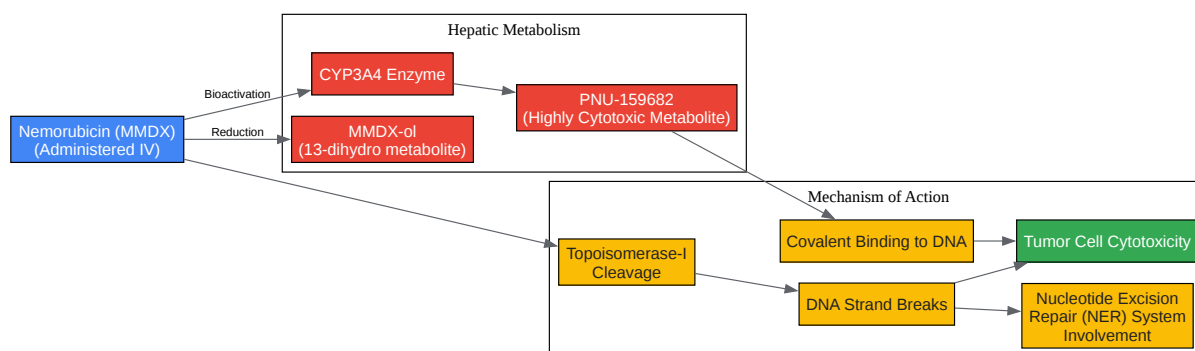 Hepatic Metabolism
CYP3A4 Enzyme
Bioactivation
PNU-159682
(Highly Cytotoxic Metabolite)
Nemorubicin (MMDX)
(Administered IV)
Reduction
MMDX-ol
(13-dihydro metabolite)
Mechanism of Action
Covalent Binding to DNA
Tumor Cell Cytotoxicity
Topoisomerase-I
Cleavage
DNA Strand Breaks
Nucleotide Excision
Repair (NER) System
Involvement